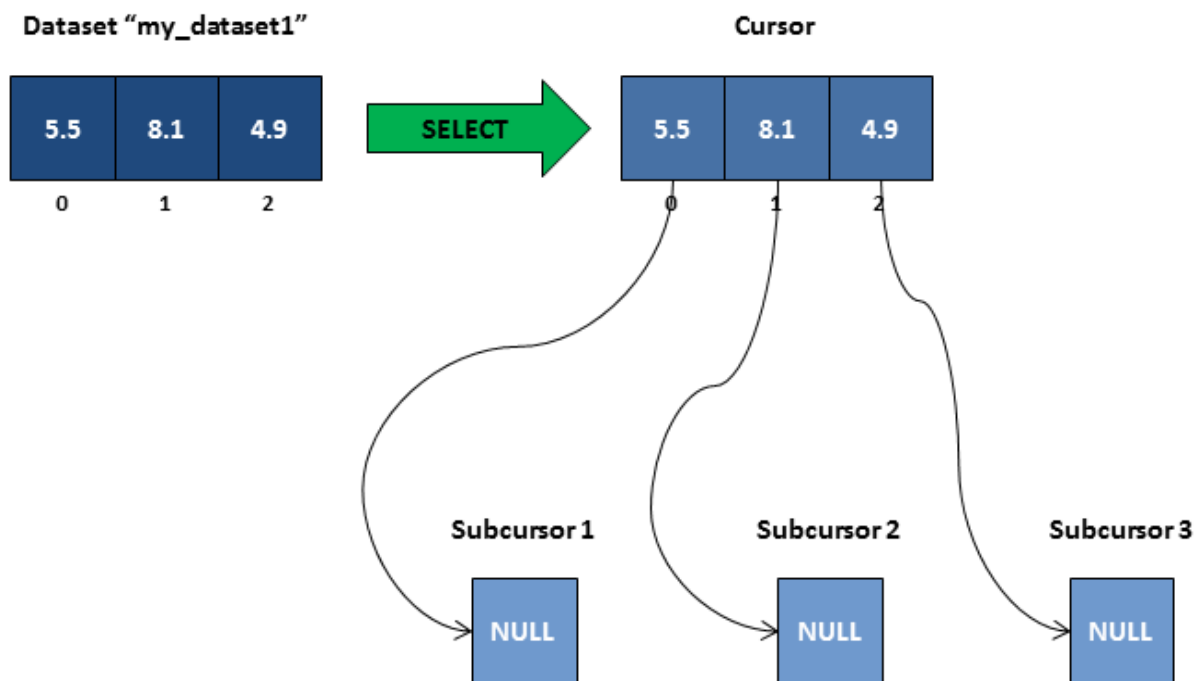 Dataset “my_dataset1”
Cursor
5.5 8.1 4.9
SELECT
5.5 8.1 4.9
0 1 2
0 1 2
Subcursor 1
Subcursor 2
Subcursor 3
NULL
NULL
NULL